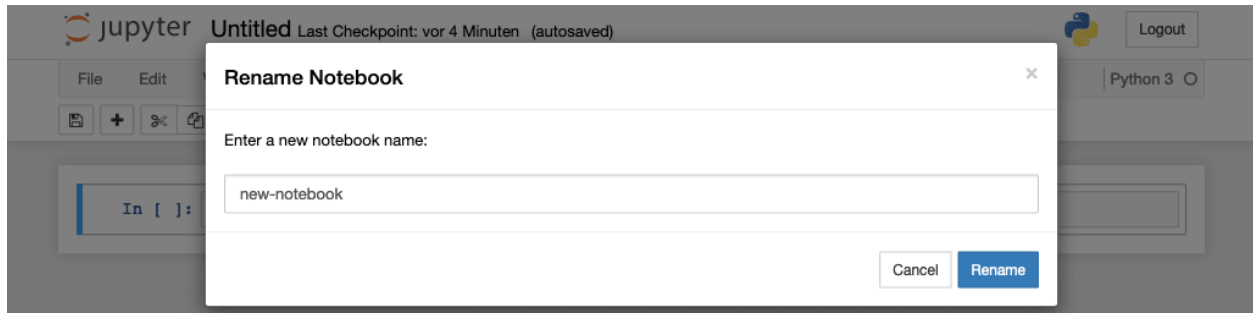 jupyter Untitled Last Checkpoint: vor 4 Minuten (autosaved)
Logout
File Edit
Python 3
Rename Notebook
×
Enter a new notebook name:
In [ ]:
new-notebook
Cancel Rename